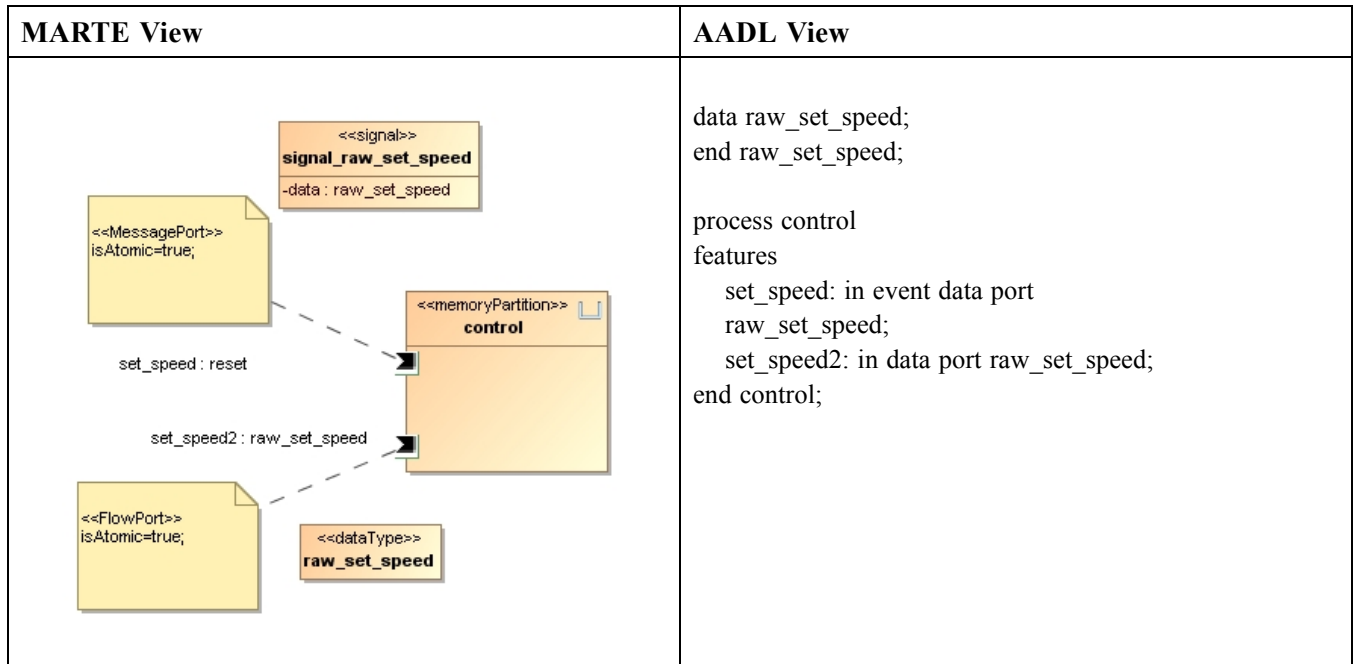 MARTE View
AADL View
<<signal>>
signal_raw_set_speed
-data : raw_set_speed
<<MessagePort>>
isAtomic=true;
<<memoryPartition>>
control
set_speed : reset
set_speed2 : raw_set_speed
<<FlowPort>>
isAtomic=true;
<<dataType>>
raw_set_speed
data raw_set_speed;
end raw_set_speed;
process control
features
set_speed: in event data port
raw_set_speed;
set_speed2: in data port raw_set_speed;
end control;